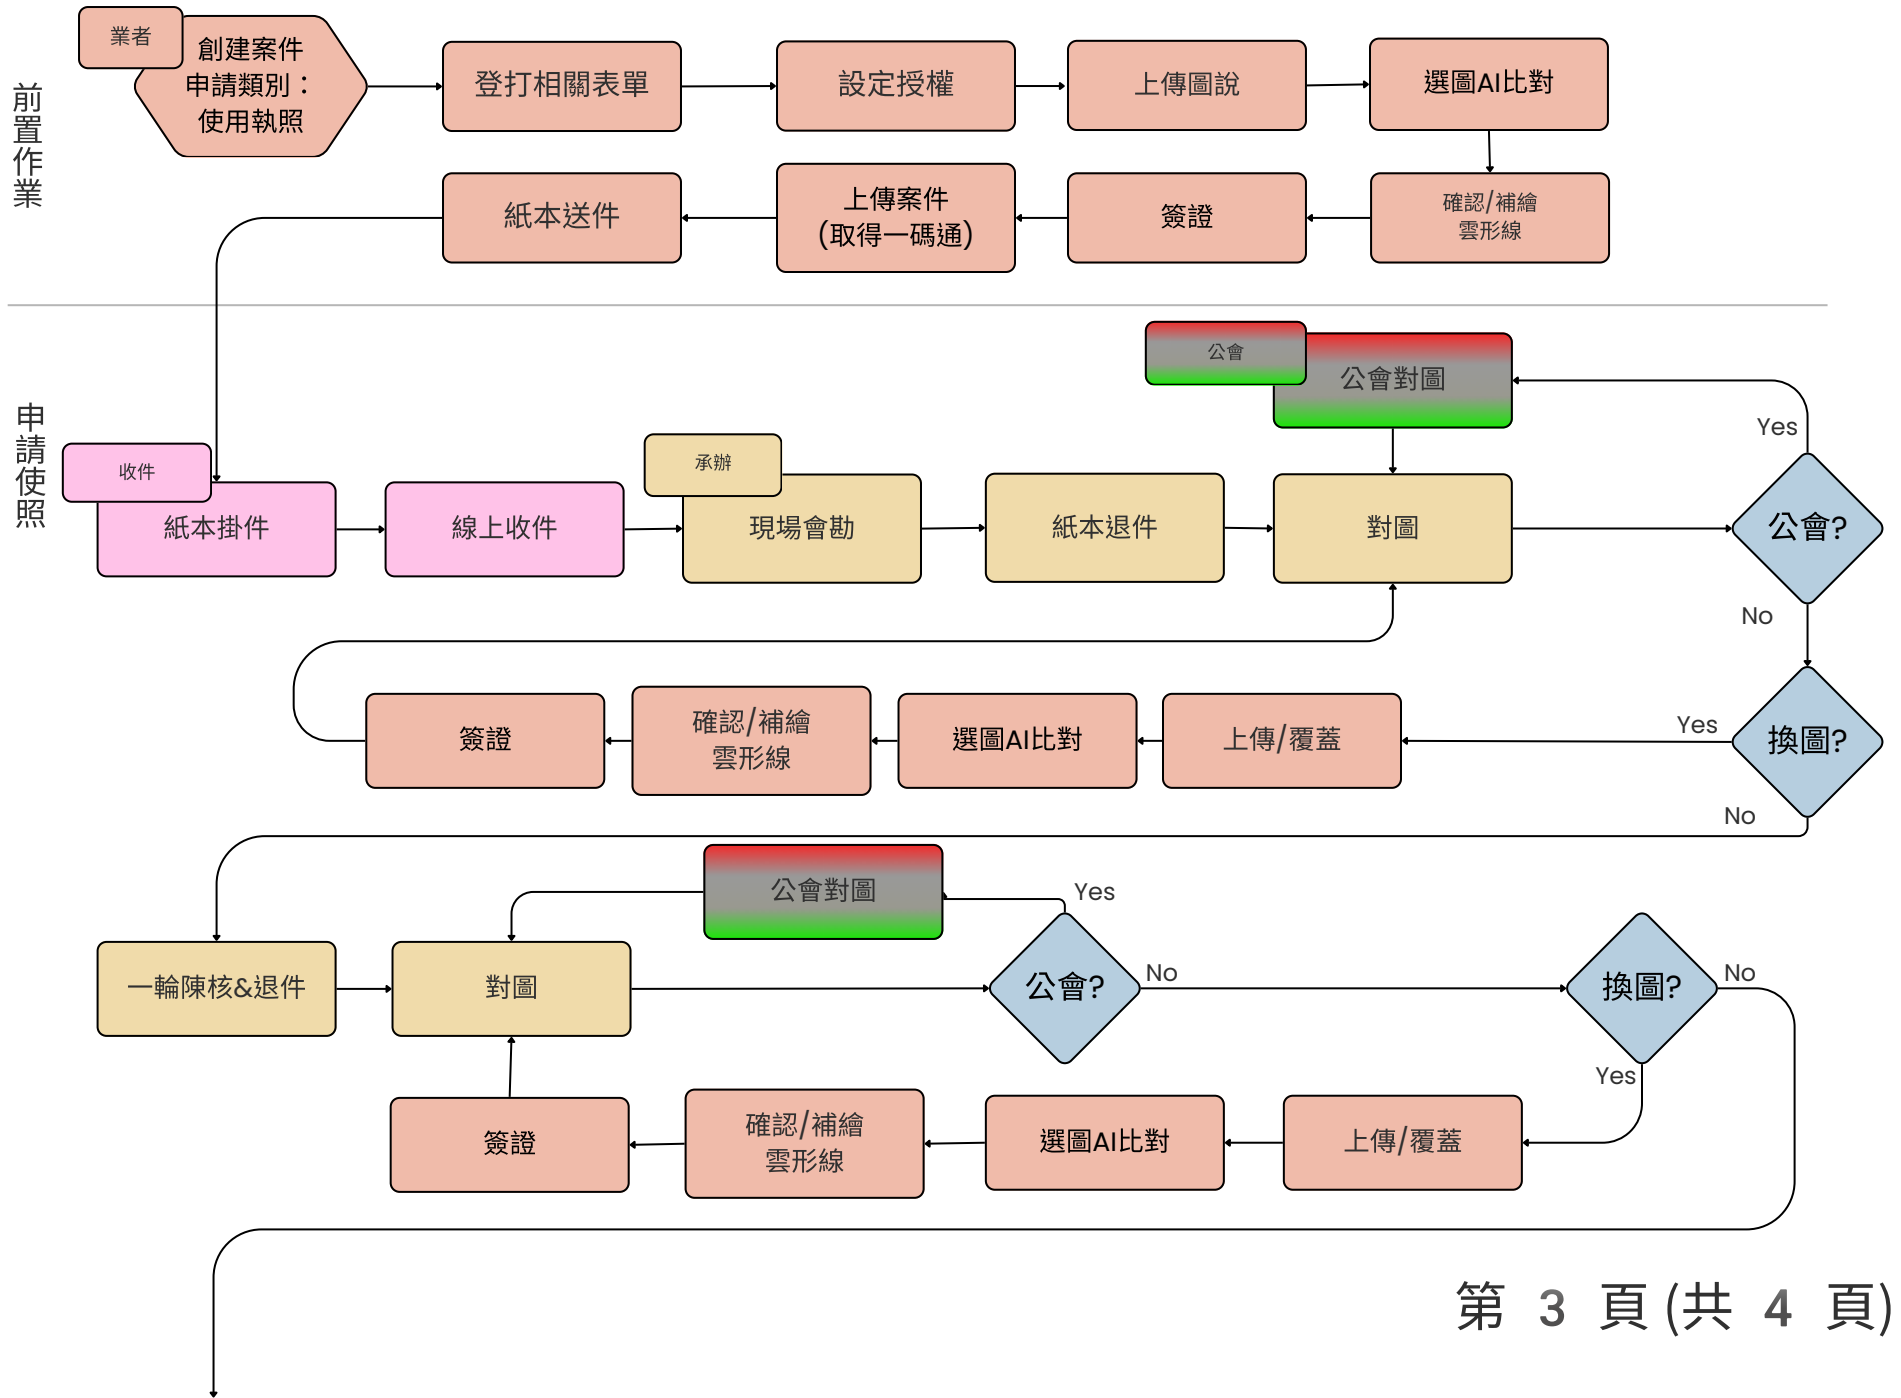 前置作業
業者
創建案件
申請類別：
使用執照
登打相關表單
設定授權
上傳圖說
選圖AI比對
確認/補繪
雲形線
簽證
上傳案件
(取得一碼通)
紙本送件
申請使照
收件
紙本掛件
線上收件
承辦
現場會勘
紙本退件
公會
公會對圖
對圖
公會?
Yes
No
換圖?
Yes
No
上傳/覆蓋
選圖AI比對
確認/補繪
雲形線
簽證
一輪陳核&退件
對圖
公會對圖
公會?
Yes
No
換圖?
No
Yes
上傳/覆蓋
選圖AI比對
確認/補繪
雲形線
簽證
第 3 頁(共 4 頁)